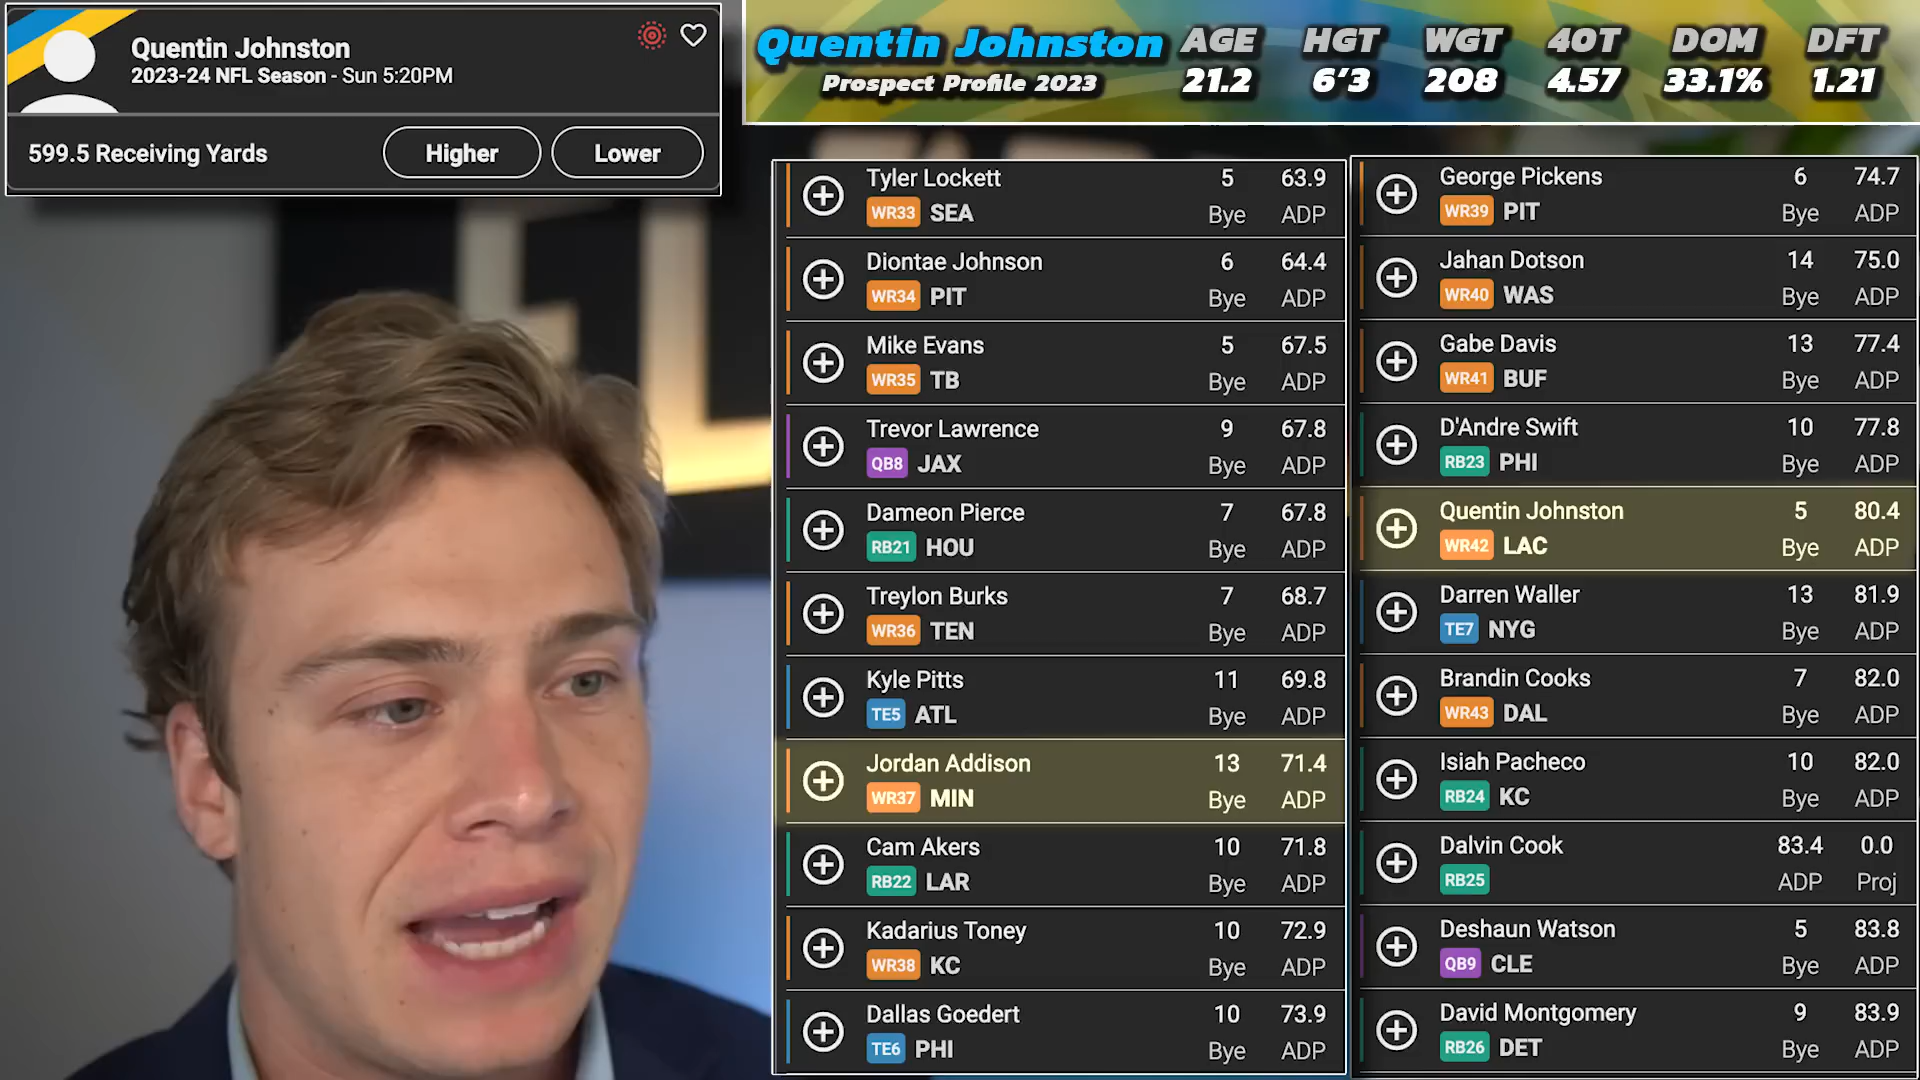 Quentin Johnston
2023-24 NFL Season - Sun 5:20PM
599.5 Receiving Yards
Higher
Lower
Quentin Johnston
Prospect Profile 2023
AGE HGT WGT 40T DOM DFT
21.2 6'3 208 4.57 33.1% 1.21
Tyler Lockett 5 63.9
WR33 SEA Bye ADP
Diontae Johnson 6 64.4
WR34 PIT Bye ADP
Mike Evans 5 67.5
WR35 TB Bye ADP
Trevor Lawrence 9 67.8
QB8 JAX Bye ADP
Dameon Pierce 7 67.8
RB21 HOU Bye ADP
Treylon Burks 7 68.7
WR36 TEN Bye ADP
Kyle Pitts 11 69.8
TE5 ATL Bye ADP
Jordan Addison 13 71.4
WR37 MIN Bye ADP
Cam Akers 10 71.8
RB22 LAR Bye ADP
Kadarius Toney 10 72.9
WR38 KC Bye ADP
Dallas Goedert 10 73.9
TE6 PHI Bye ADP
George Pickens 6 74.7
WR39 PIT Bye ADP
Jahan Dotson 14 75.0
WR40 WAS Bye ADP
Gabe Davis 13 77.4
WR41 BUF Bye ADP
D'Andre Swift 10 77.8
RB23 PHI Bye ADP
Quentin Johnston 5 80.4
WR42 LAC Bye ADP
Darren Waller 13 81.9
TE7 NYG Bye ADP
Brandin Cooks 7 82.0
WR43 DAL Bye ADP
Isiah Pacheco 10 82.0
RB24 KC Bye ADP
Dalvin Cook 83.4 0.0
RB25 ADP Proj
Deshaun Watson 5 83.8
QB9 CLE Bye ADP
David Montgomery 9 83.9
RB26 DET Bye ADP